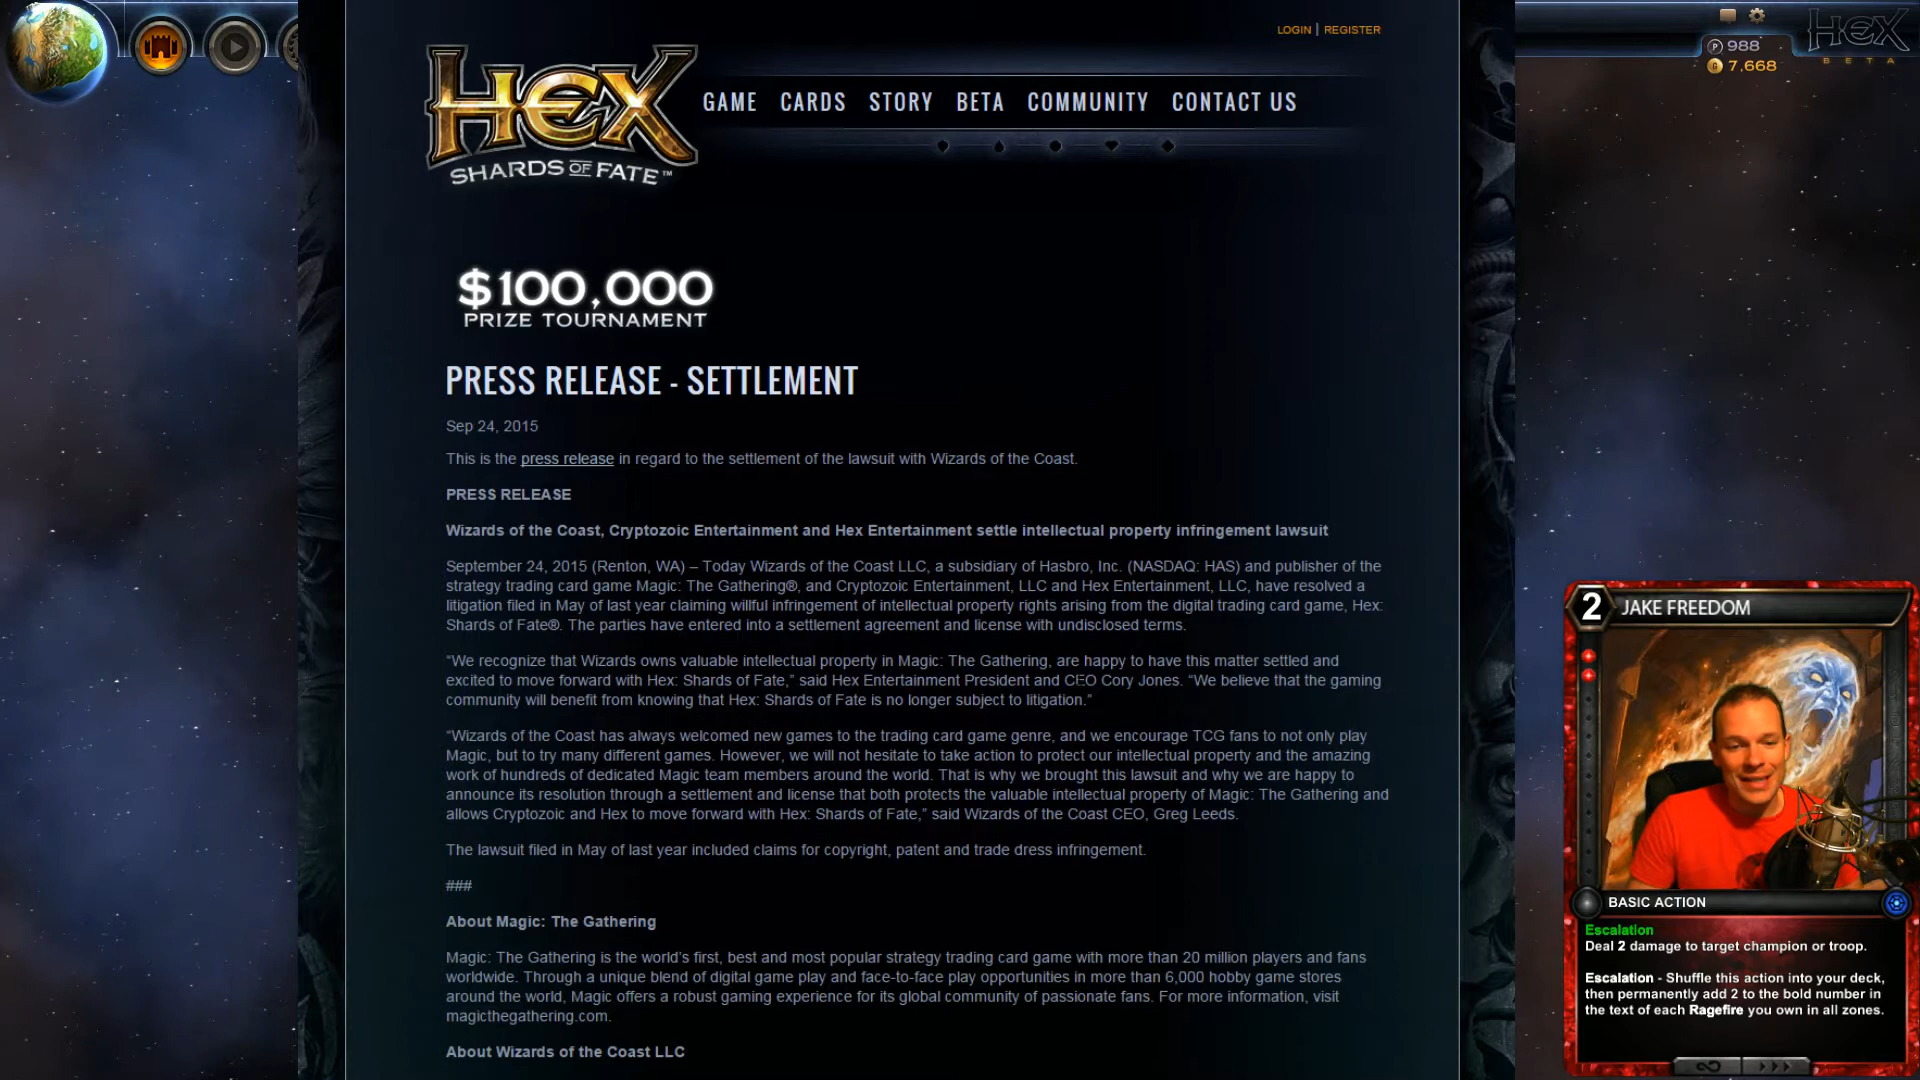 LOGIN | REGISTER
HEX
SHARDS OF FATE™
GAME CARDS STORY BETA COMMUNITY CONTACT US
HEX
BETA
988
7,668
$100,000
PRIZE TOURNAMENT
PRESS RELEASE - SETTLEMENT
Sep 24, 2015
This is the press release in regard to the settlement of the lawsuit with Wizards of the Coast.
PRESS RELEASE
Wizards of the Coast, Cryptozoic Entertainment and Hex Entertainment settle intellectual property infringement lawsuit
September 24, 2015 (Renton, WA) – Today Wizards of the Coast LLC, a subsidiary of Hasbro, Inc. (NASDAQ: HAS) and publisher of the
strategy trading card game Magic: The Gathering®, and Cryptozoic Entertainment, LLC and Hex Entertainment, LLC, have resolved a
litigation filed in May of last year claiming willful infringement of intellectual property rights arising from the digital trading card game, Hex:
Shards of Fate®. The parties have entered into a settlement agreement and license with undisclosed terms.
“We recognize that Wizards owns valuable intellectual property in Magic: The Gathering, are happy to have this matter settled and
excited to move forward with Hex: Shards of Fate,” said Hex Entertainment President and CEO Cory Jones. “We believe that the gaming
community will benefit from knowing that Hex: Shards of Fate is no longer subject to litigation.”
“Wizards of the Coast has always welcomed new games to the trading card game genre, and we encourage TCG fans to not only play
Magic, but to try many different games. However, we will not hesitate to take action to protect our intellectual property and the amazing
work of hundreds of dedicated Magic team members around the world. That is why we brought this lawsuit and why we are happy to
announce its resolution through a settlement and license that both protects the valuable intellectual property of Magic: The Gathering and
allows Cryptozoic and Hex to move forward with Hex: Shards of Fate,” said Wizards of the Coast CEO, Greg Leeds.
The lawsuit filed in May of last year included claims for copyright, patent and trade dress infringement.
###
About Magic: The Gathering
Magic: The Gathering is the world’s first, best and most popular strategy trading card game with more than 20 million players and fans
worldwide. Through a unique blend of digital game play and face-to-face play opportunities in more than 6,000 hobby game stores
around the world, Magic offers a robust gaming experience for its global community of passionate fans. For more information, visit
magicthegathering.com.
About Wizards of the Coast LLC
2 JAKE FREEDOM
BASIC ACTION
Escalation
Deal 2 damage to target champion or troop.
Escalation - Shuffle this action into your deck,
then permanently add 2 to the bold number in
the text of each Ragefire you own in all zones.